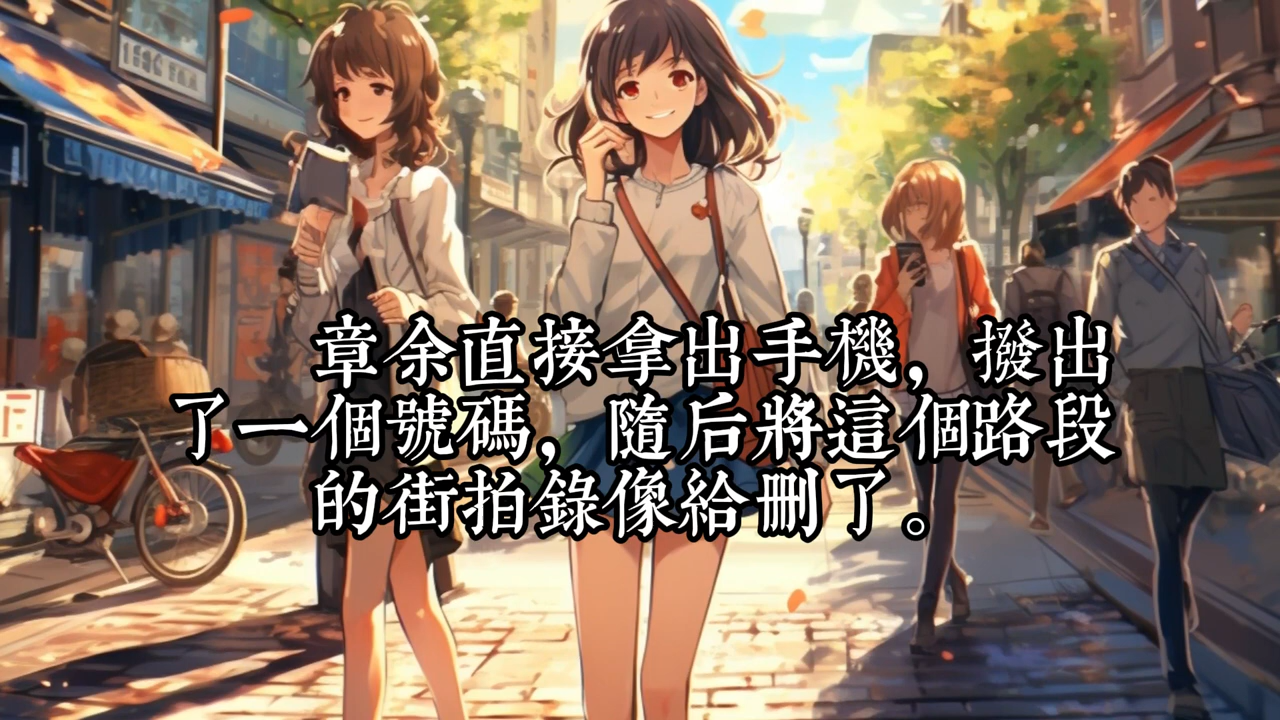 章余直接拿出手機，撥出
了一個號碼，隨后將這個路段
的街拍錄像給刪了。